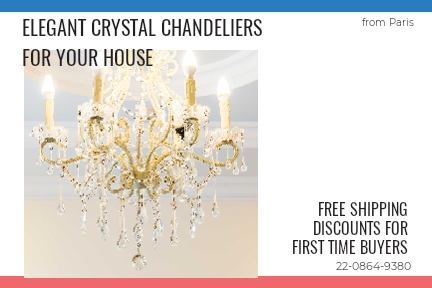 ELEGANT CRYSTAL CHANDELIERS
FOR YOUR HOUSE
from Paris
FREE SHIPPING
DISCOUNTS FOR
FIRST TIME BUYERS
22-0864-9380